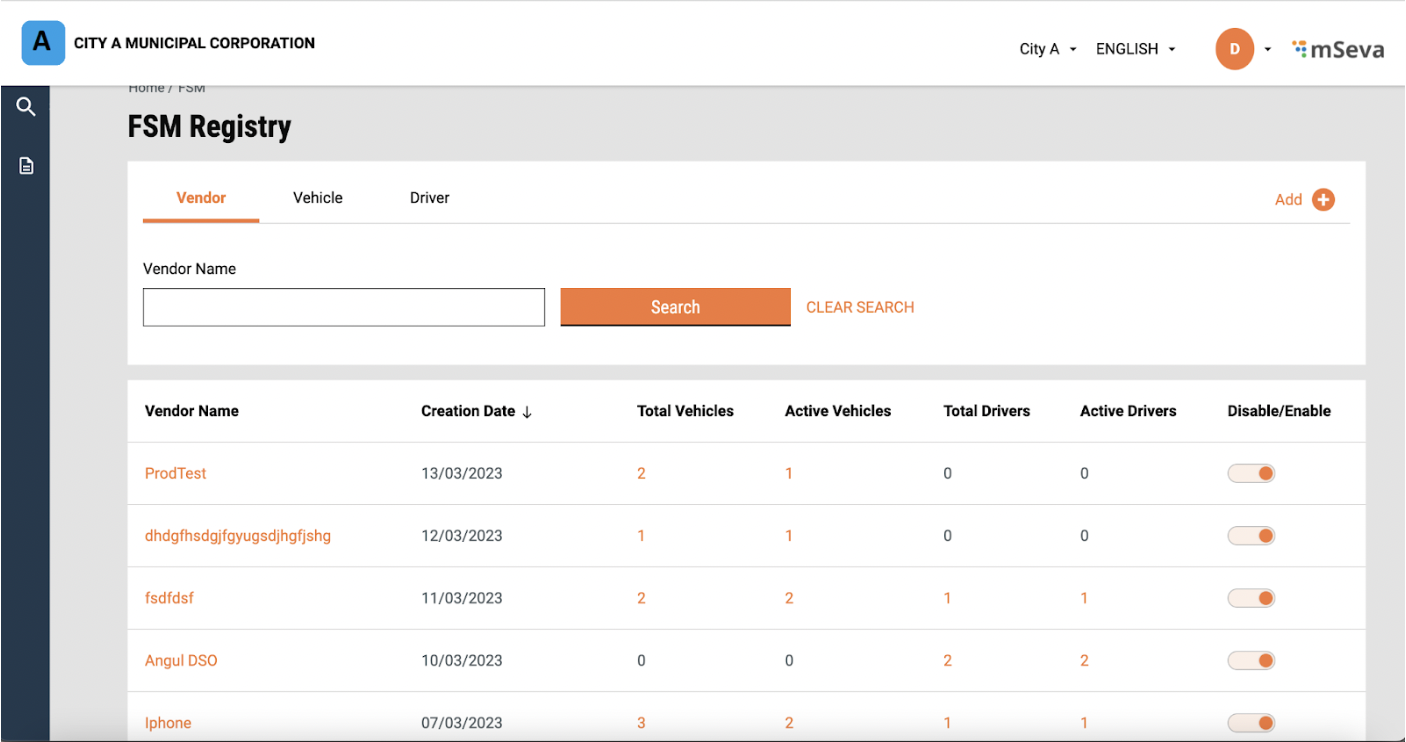 A CITY A MUNICIPAL CORPORATION City A ENGLISH D mSeva
Home / FSM
FSM Registry
Vendor Vehicle Driver Add
Vendor Name
Search CLEAR SEARCH
Vendor Name Creation Date ↓ Total Vehicles Active Vehicles Total Drivers Active Drivers Disable/Enable
ProdTest 13/03/2023 2 1 0 0
dhdgfhsdgjfgyugsdjhgfjshg 12/03/2023 1 1 0 0
fsdfdsf 11/03/2023 2 2 1 1
Angul DSO 10/03/2023 0 0 2 2
Iphone 07/03/2023 3 2 1 1